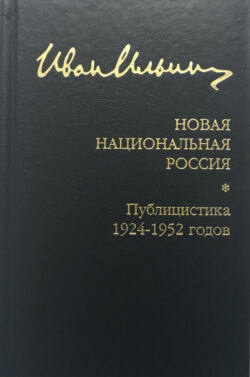 Иван Ильин
НОВАЯ
НАЦИОНАЛЬНАЯ
РОССИЯ
*
Публицистика
1924-1952 годов